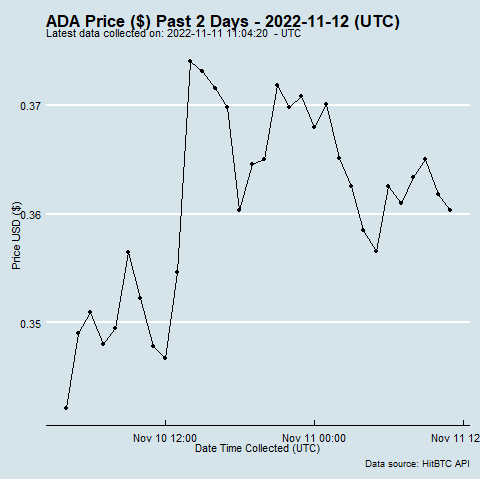 ADA Price ($) Past 2 Days - 2022-11-12 (UTC)
Latest data collected on: 2022-11-11 11:04:20  - UTC
0.37
0.36
0.35
Price USD ($)
Nov 10 12:00
Nov 11 00:00
Nov 11 12
Date Time Collected (UTC)
Data source: HitBTC API